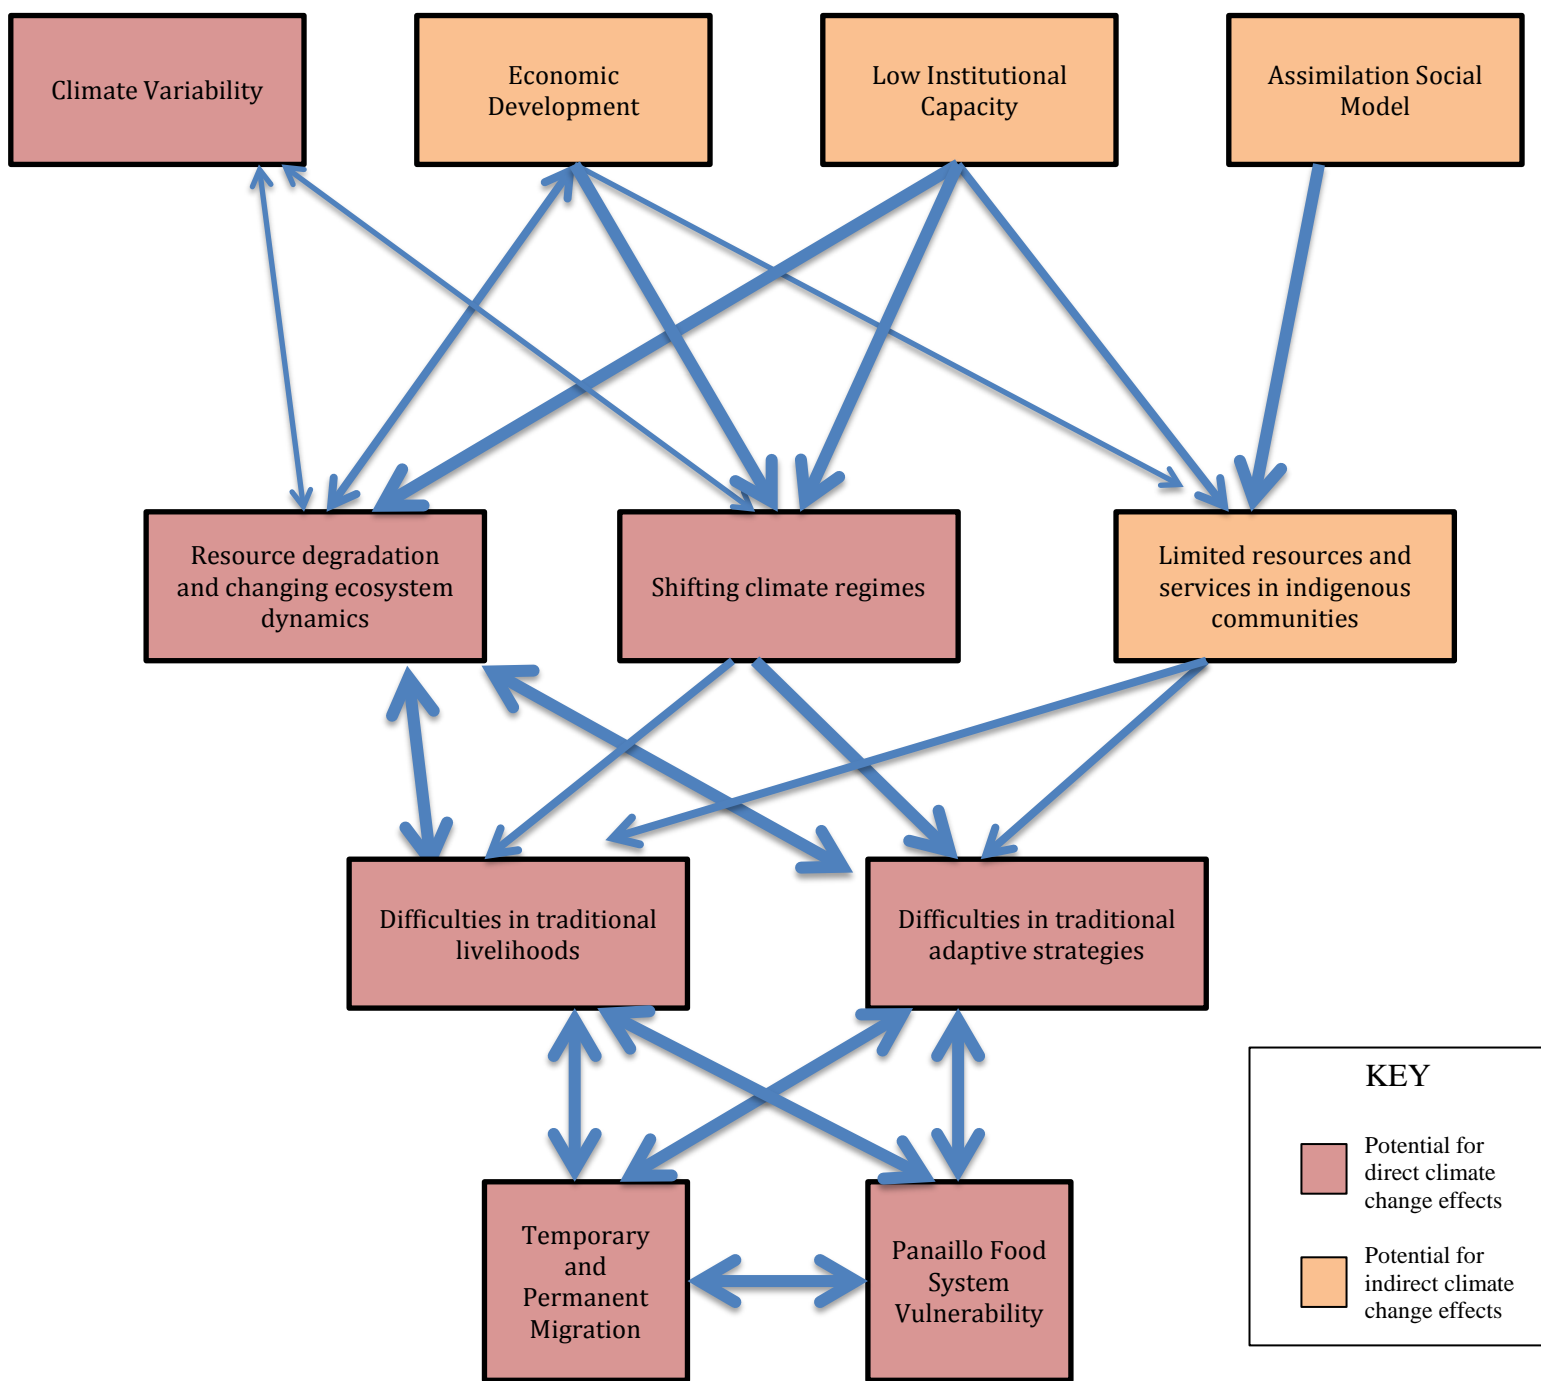 Climate Variability
Economic
Development
Low Institutional
Capacity
Assimilation Social
Model
Resource degradation
and changing ecosystem
dynamics
Shifting climate regimes
Limited resources and
services in indigenous
communities
Difficulties in traditional
livelihoods
Difficulties in traditional
adaptive strategies
Temporary
and
Permanent
Migration
Panaillo Food
System
Vulnerability
KEY
Potential for
direct climate
change effects
Potential for
indirect climate
change effects